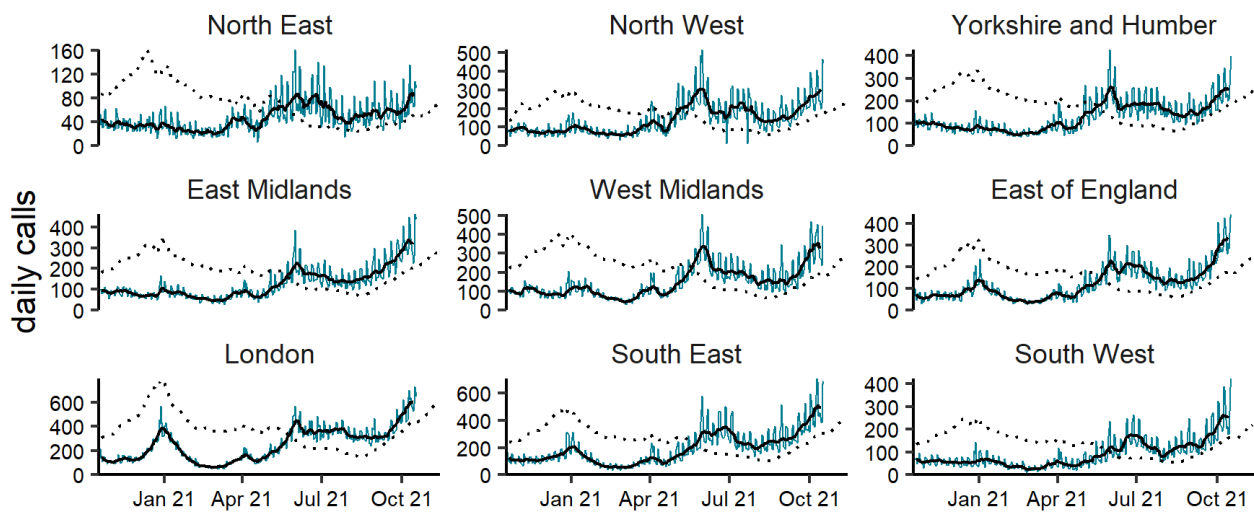 North East North West Yorkshire and Humber
160 500 400
120 400 300
80 300 200
40 200 100
0 100 0
0
East Midlands West Midlands East of England
400 500 400
300 400 300
200 300 200
100 200 100
0 100 0
0
London South East South West
600 600 400
400 400 300
200 200 200
0 0 100
0
Jan 21 Apr 21 Jul 21 Oct 21 Jan 21 Apr 21 Jul 21 Oct 21 Jan 21 Apr 21 Jul 21 Oct 21
daily calls